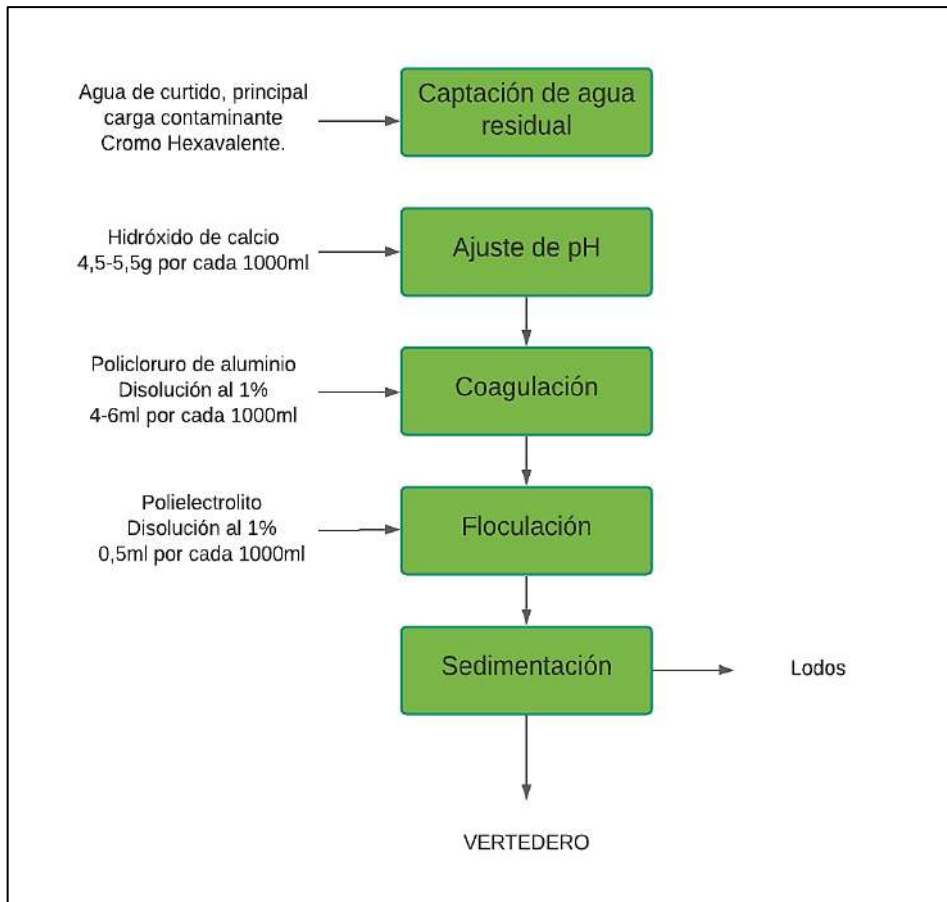 Agua de curtido, principal
carga contaminante
Cromo Hexavalente.
Captación de agua
residual
Hidróxido de calcio
4,5-5,5g por cada 1000ml
Ajuste de pH
Policloruro de aluminio
Disolución al 1%
4-6ml por cada 1000ml
Coagulación
Polielectrolito
Disolución al 1%
0,5ml por cada 1000ml
Floculación
Sedimentación
Lodos
VERTEDERO